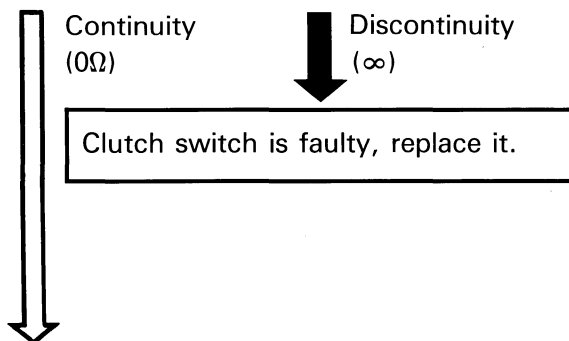 Continuity
(0Ω)
Discontinuity
(∞)
Clutch switch is faulty, replace it.